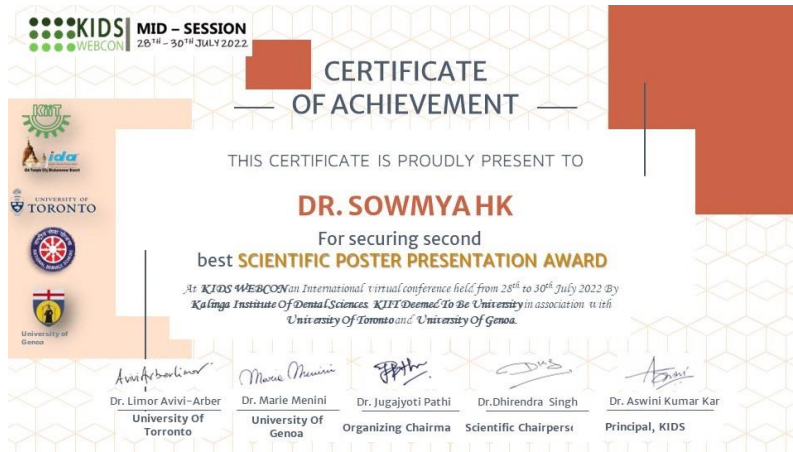 KIDS
WEBCON
MID – SESSION
28TH – 30TH JULY 2022
CERTIFICATE
OF ACHIEVEMENT
KiiT
ida
UNIVERSITY OF
TORONTO
University of
Genoa
THIS CERTIFICATE IS PROUDLY PRESENT TO
DR. SOWMYA HK
For securing second
best SCIENTIFIC POSTER PRESENTATION AWARD
At KIDS WEBCON an International virtual conference held from 28th to 30th July 2022 By
Kalinga Institute Of Dental Sciences, KIIT Deemed To Be University in association with
University Of Toronto and University Of Genoa.
Dr. Limor Avivi-Arber
University Of
Torronto
Dr. Marie Menini
University Of
Genoa
Dr. Jugajyoti Pathi
Organizing Chairma
Dr.Dhirendra Singh
Scientific Chairperso
Dr. Aswini Kumar Kar
Principal, KIDS